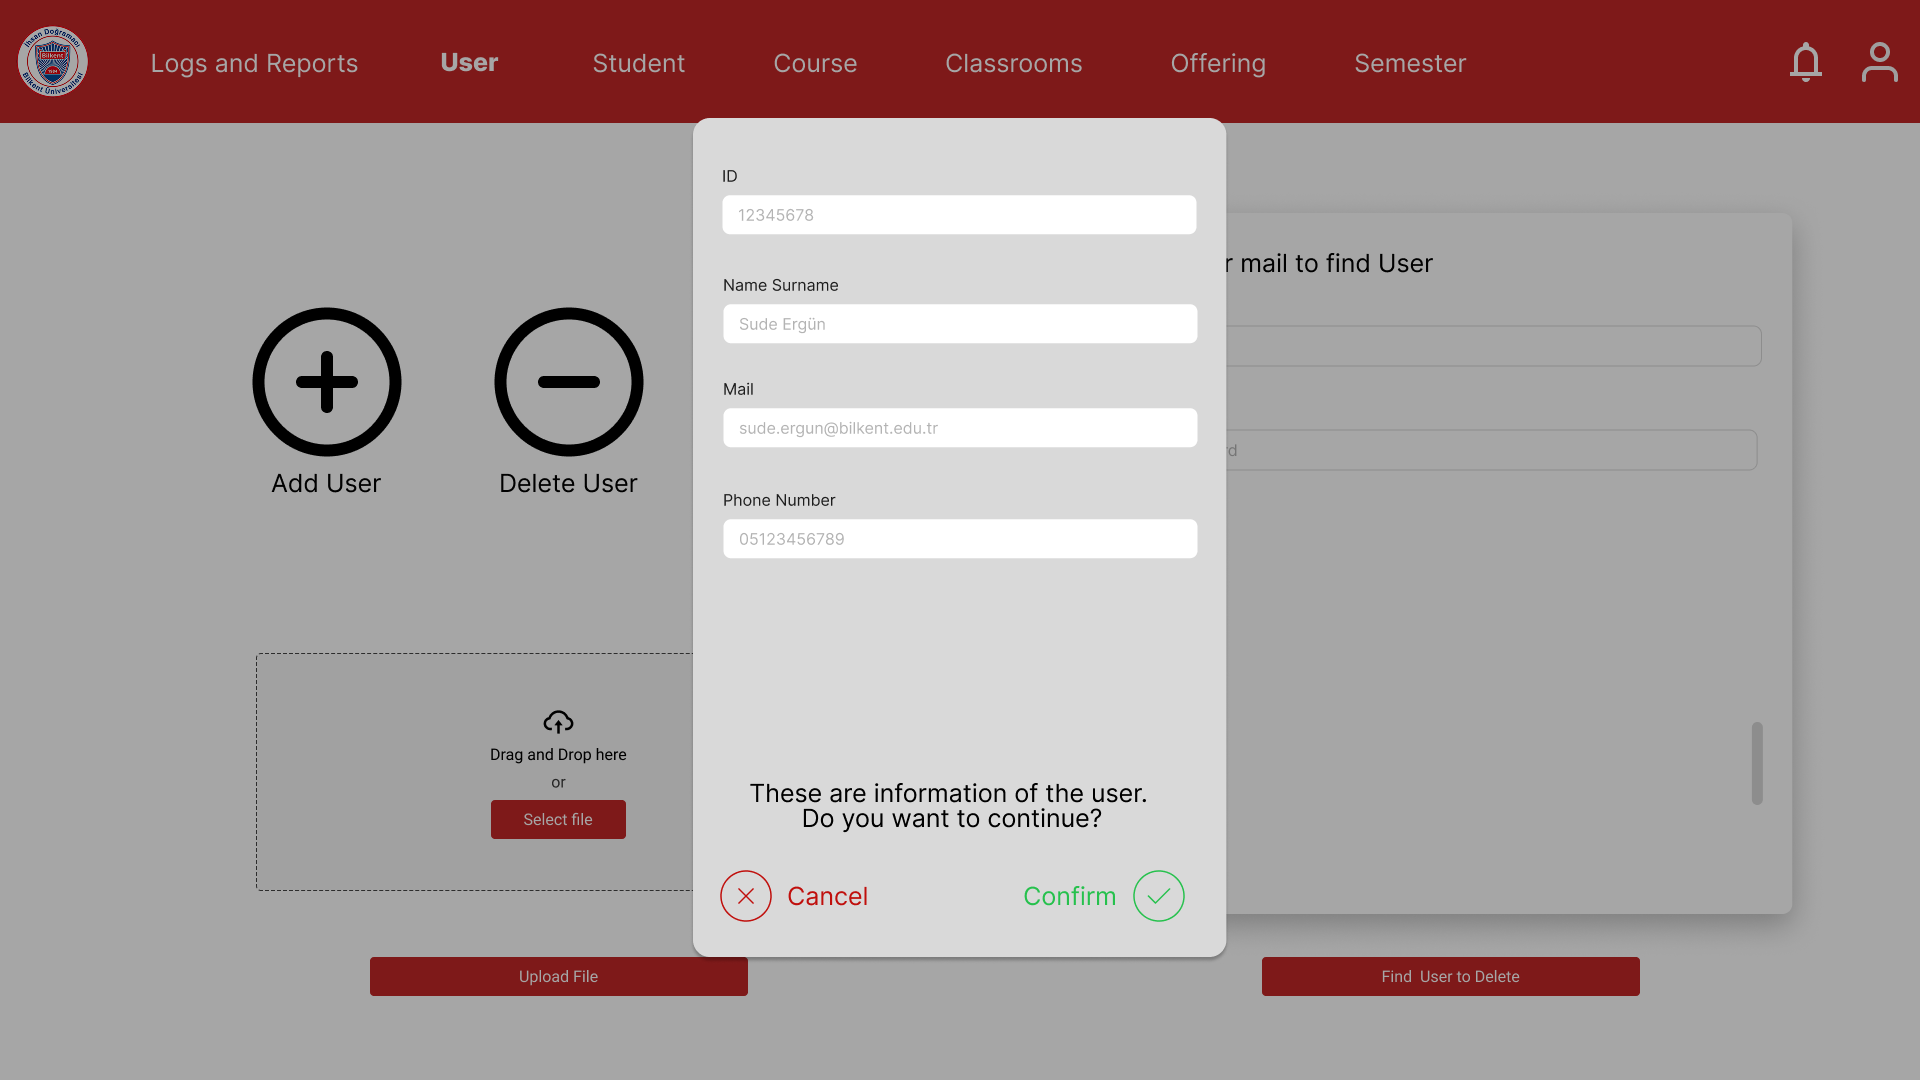 İhsan Doğramacı
Bilkent
1984
Bilkent Üniversitesi
Logs and Reports
User
Student
Course
Classrooms
Offering
Semester
ID
12345678
Name Surname
Sude Ergün
Mail
sude.ergun@bilkent.edu.tr
Phone Number
05123456789
These are information of the user.
Do you want to continue?
Cancel
Confirm
Add User
Delete User
Drag and Drop here
or
Select file
Upload File
r mail to find User
rd
Find User to Delete